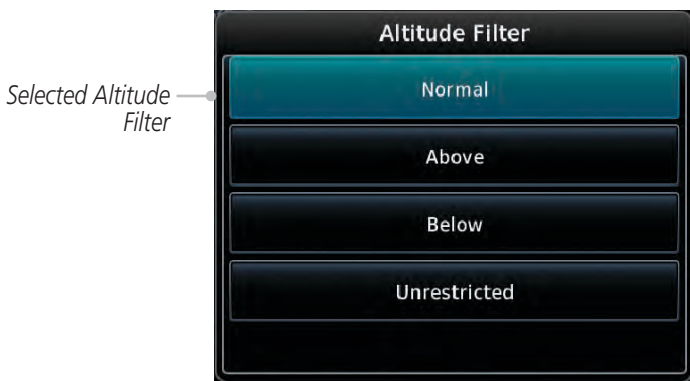 Altitude Filter
Selected Altitude
Filter
Normal
Above
Below
Unrestricted